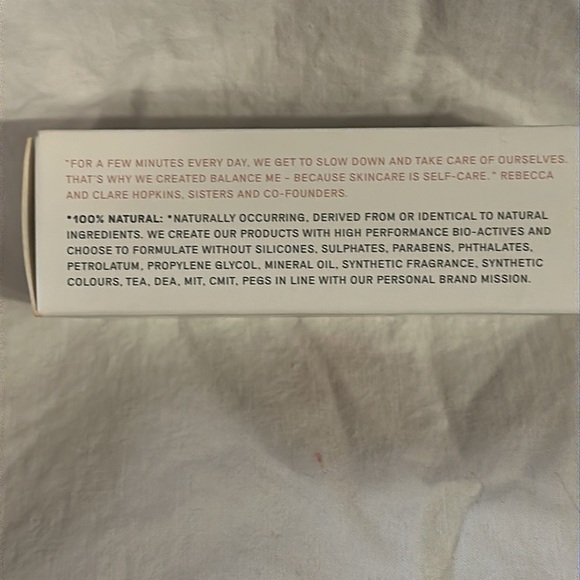 "FOR A FEW MINUTES EVERY DAY, WE GET TO SLOW DOWN AND TAKE CARE OF OURSELVES.
THAT'S WHY WE CREATED BALANCE ME – BECAUSE SKINCARE IS SELF-CARE." REBECCA
AND CLARE HOPKINS, SISTERS AND CO-FOUNDERS.
*100% NATURAL: *NATURALLY OCCURRING, DERIVED FROM OR IDENTICAL TO NATURAL
INGREDIENTS. WE CREATE OUR PRODUCTS WITH HIGH PERFORMANCE BIO-ACTIVES AND
CHOOSE TO FORMULATE WITHOUT SILICONES, SULPHATES, PARABENS, PHTHALATES,
PETROLATUM, PROPYLENE GLYCOL, MINERAL OIL, SYNTHETIC FRAGRANCE, SYNTHETIC
COLOURS, TEA, DEA, MIT, CMIT, PEGS IN LINE WITH OUR PERSONAL BRAND MISSION.